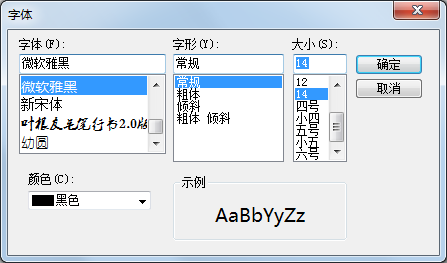 字体
字体(F):
微软雅黑
微软雅黑
新宋体
叶根友毛笔行书2.0版
幼圆
字形(Y):
常规
常规
粗体
倾斜
粗体 倾斜
大小(S):
14
12
14
四号
小四
五号
小五
六号
确定
取消
颜色(C):
黑色
示例
AaBbYyZz